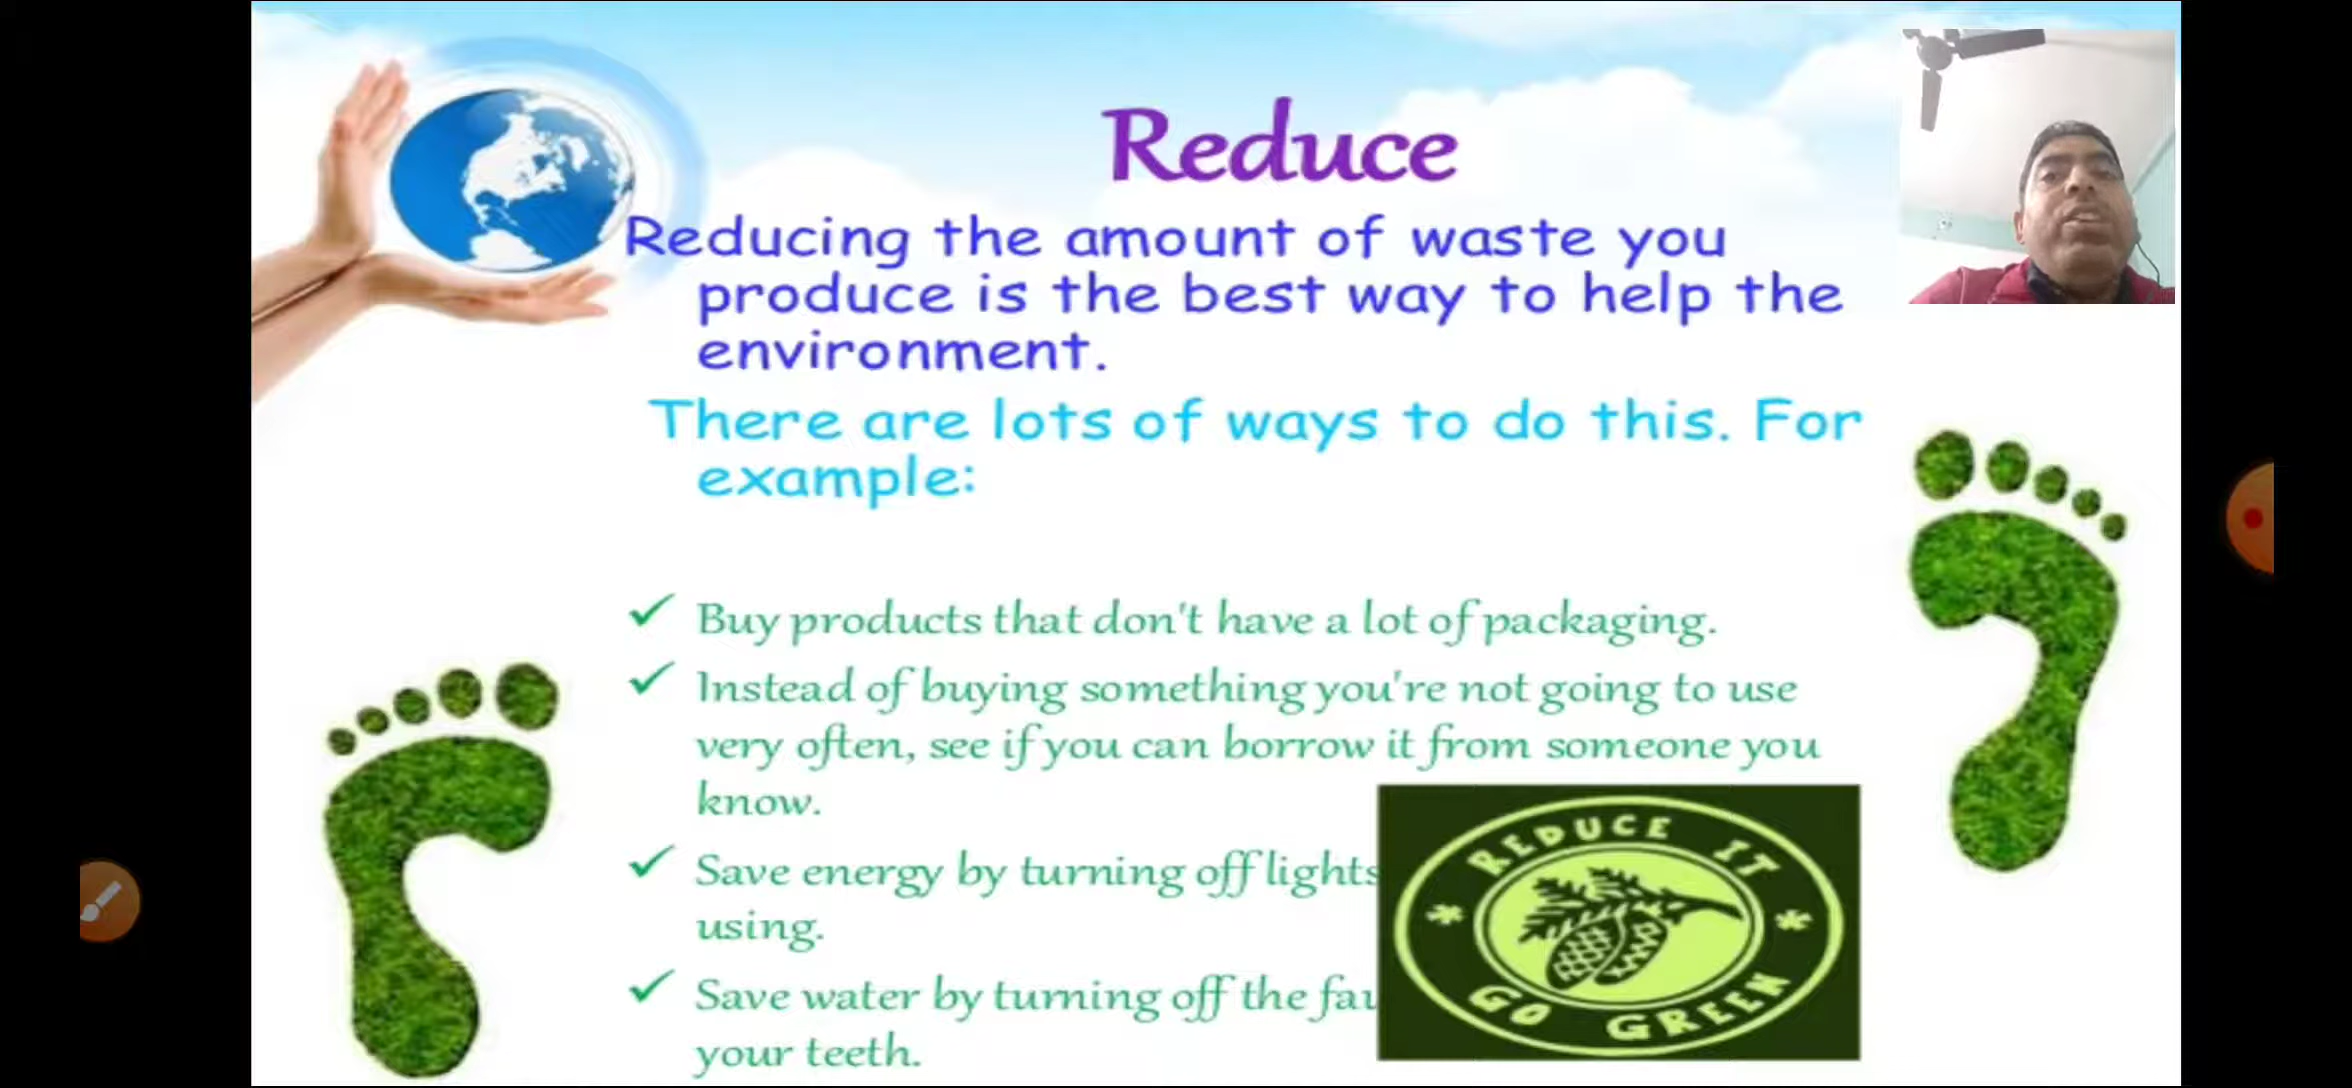 Reduce
Reducing the amount of waste you
produce is the best way to help the
environment.
There are lots of ways to do this. For
example:
✓ Buy products that don't have a lot of packaging.
✓ Instead of buying something you're not going to use
very often, see if you can borrow it from someone you
know.
✓ Save energy by turning off lights
using.
✓ Save water by turning off the
your teeth.
REDUCE IT
GO GREEN